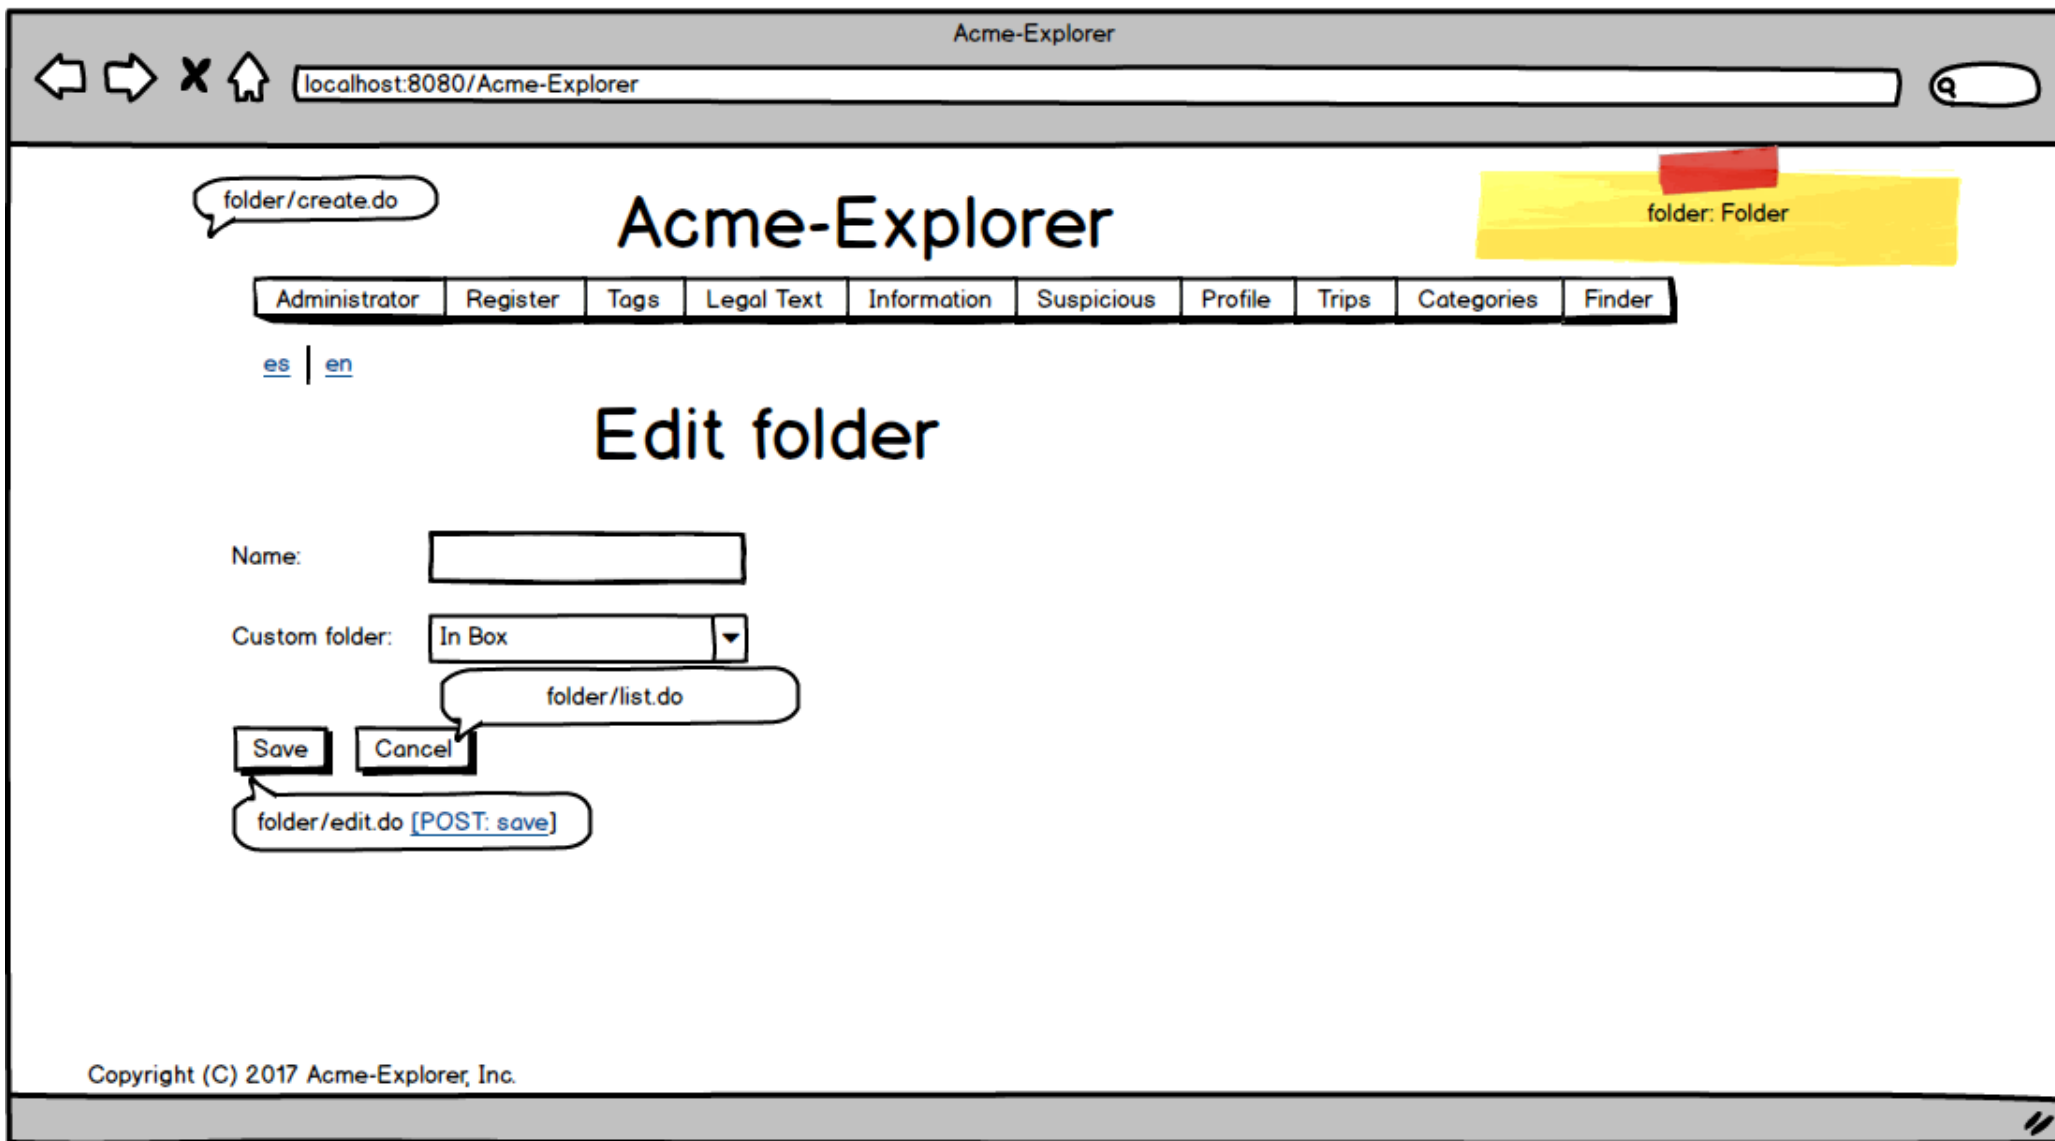 Acme-Explorer
localhost:8080/Acme-Explorer
folder/create.do
Acme-Explorer
folder: Folder
Administrator Register Tags Legal Text Information Suspicious Profile Trips Categories Finder
es en
Edit folder
Name:
Custom folder: In Box
folder/list.do
Save Cancel
folder/edit.do [POST: save]
Copyright (C) 2017 Acme-Explorer, Inc.